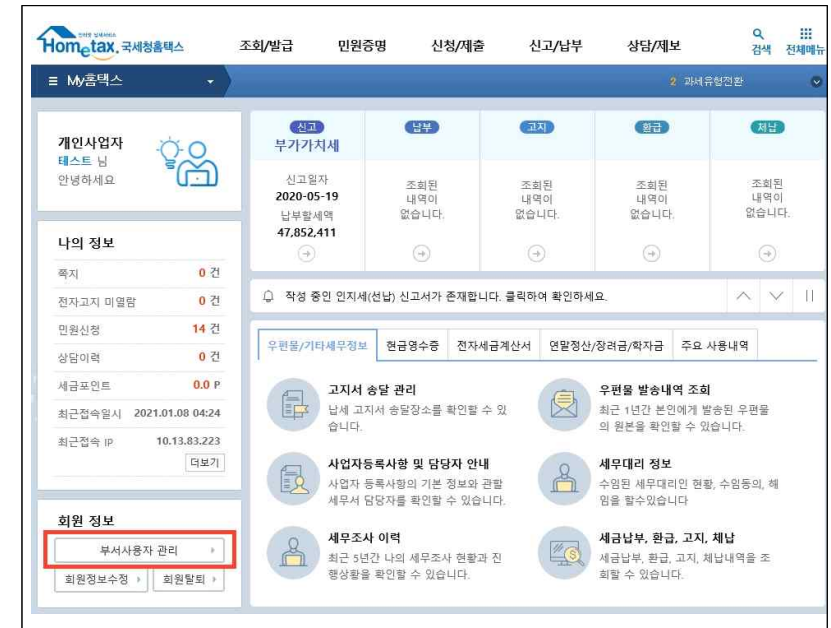 Hometax. 국세청홈택스
조회/발급 민원증명 신청/제출 신고/납부 상담/제보 검색 전체메뉴
My홈택스
2 과세유형전환
개인사업자
테스트 님
안녕하세요
나의 정보
쪽지 0 건
전자고지 미열람 0 건
민원신청 14 건
상담이력 0 건
세금포인트 0.0 P
최근접속일시 2021.01.08 04:24
최근접속 IP 10.13.83.223
더보기
회원 정보
부서사용자 관리
회원정보수정 회원탈퇴
신고
부가가치세
신고일자
2020-05-19
납부할세액
47,852,411
납부
조회된
내역이
없습니다.
고지
조회된
내역이
없습니다.
환급
조회된
내역이
없습니다.
체납
조회된
내역이
없습니다.
작성 중인 인지세(선납) 신고서가 존재합니다. 클릭하여 확인하세요.
우편물/기타세무정보 현금영수증 전자세금계산서 연말정산/장려금/학자금 주요 사용내역
고지서 송달 관리
납세 고지서 송달장소를 확인할 수 있
습니다.
우편물 발송내역 조회
최근 1년간 본인에게 발송된 우편물
의 원본을 확인할 수 있습니다.
사업자등록사항 및 담당자 안내
사업자 등록사항의 기본 정보와 관할
세무서 담당자를 확인할 수 있습니다.
세무대리 정보
수임된 세무대리인 현황, 수임동의, 해
임을 할수있습니다
세무조사 이력
최근 5년간 나의 세무조사 현황과 진
행상황을 확인할 수 있습니다.
세금납부, 환급, 고지, 체납
세금납부, 환급, 고지, 체납내역을 조
회할 수 있습니다.